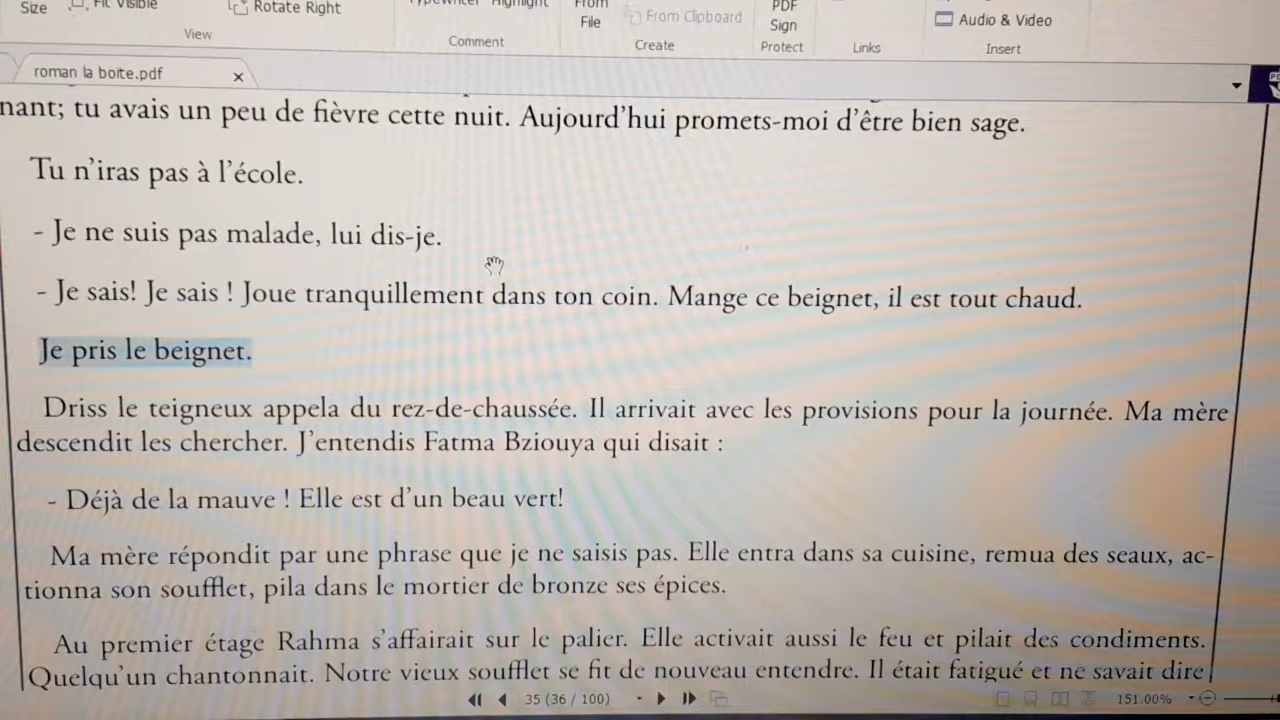 Size
Fit Visible
Rotate Right
View
Typewriter Highlight
Comment
From
File
From Clipboard
Create
PDF
Sign
Protect
Links
Audio & Video
Insert
roman la boite.pdf
nant; tu avais un peu de fièvre cette nuit. Aujourd'hui promets-moi d'être bien sage.
Tu n'iras pas à l'école.
- Je ne suis pas malade, lui dis-je.
- Je sais! Je sais ! Joue tranquillement dans ton coin. Mange ce beignet, il est tout chaud.
Je pris le beignet.
Driss le teigneux appela du rez-de-chaussée. Il arrivait avec les provisions pour la journée. Ma mère
descendit les chercher. J'entendis Fatma Bziouya qui disait :
- Déjà de la mauve ! Elle est d'un beau vert!
Ma mère répondit par une phrase que je ne saisis pas. Elle entra dans sa cuisine, remua des seaux, ac-
tionna son soufflet, pila dans le mortier de bronze ses épices.
Au premier étage Rahma s'affairait sur le palier. Elle activait aussi le feu et pilait des condiments.
Quelqu'un chantonnait. Notre vieux soufflet se fit de nouveau entendre. Il était fatigué et ne savait dire
35 (36 / 100)
151.00%